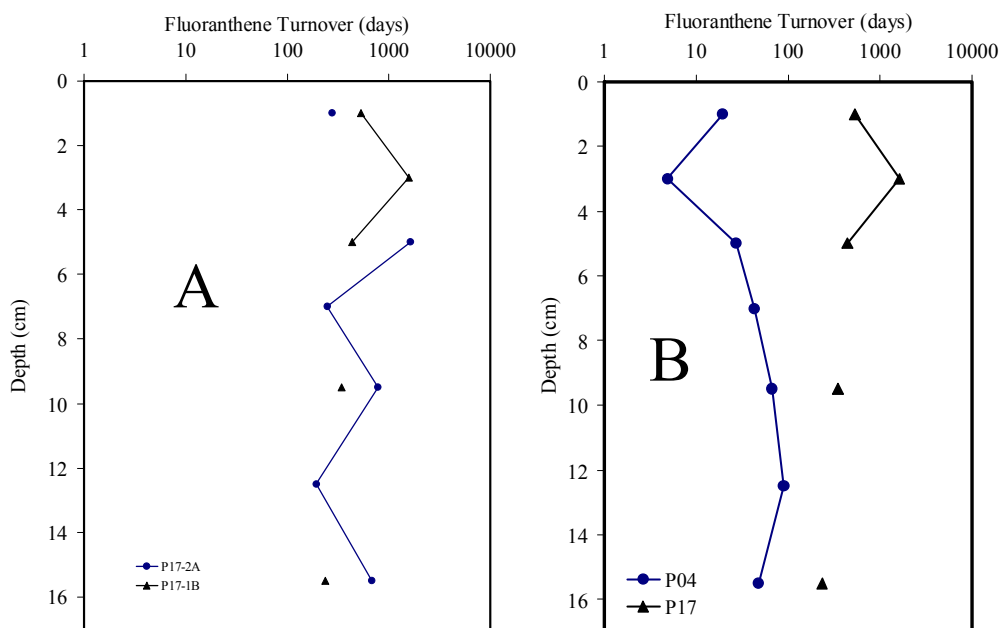 Fluoranthene Turnover (days)
1 10 100 1000 10000
0
2
4
6
8
10
12
14
16
Depth (cm)
A
P17-2A
P17-1B
Fluoranthene Turnover (days)
1 10 100 1000 10000
0
2
4
6
8
10
12
14
16
Depth (cm)
B
P04
P17